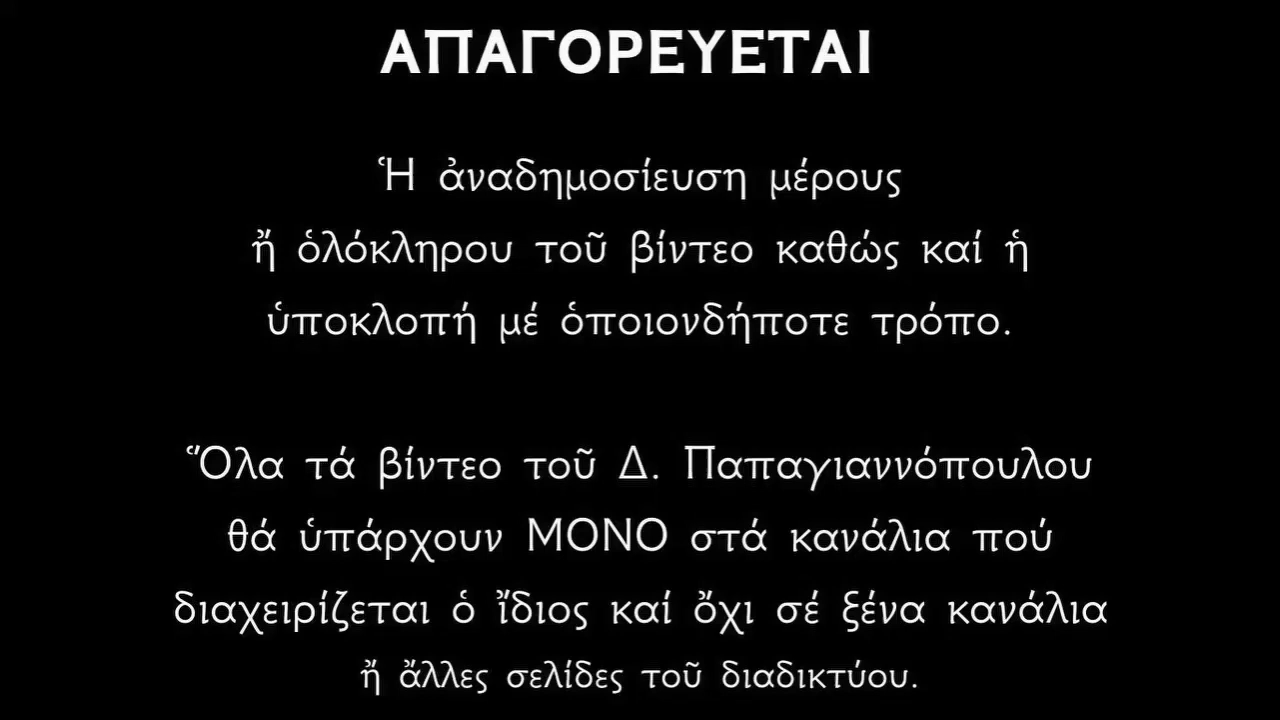 ΑΠΑΓΟΡΕΥΕΤΑΙ
Ἡ ἀναδημοσίευση μέρους
ἤ ὁλόκληρου τοῦ βίντεο καθώς καί ἡ
ὑποκλοπή μέ ὁποιονδήποτε τρόπο.
Ὅλα τά βίντεο τοῦ Δ. Παπαγιαννόπουλου
θά ὑπάρχουν ΜΟΝΟ στά κανάλια πού
διαχειρίζεται ὁ ἴδιος καί ὄχι σέ ξένα κανάλια
ἤ ἄλλες σελίδες τοῦ διαδικτύου.